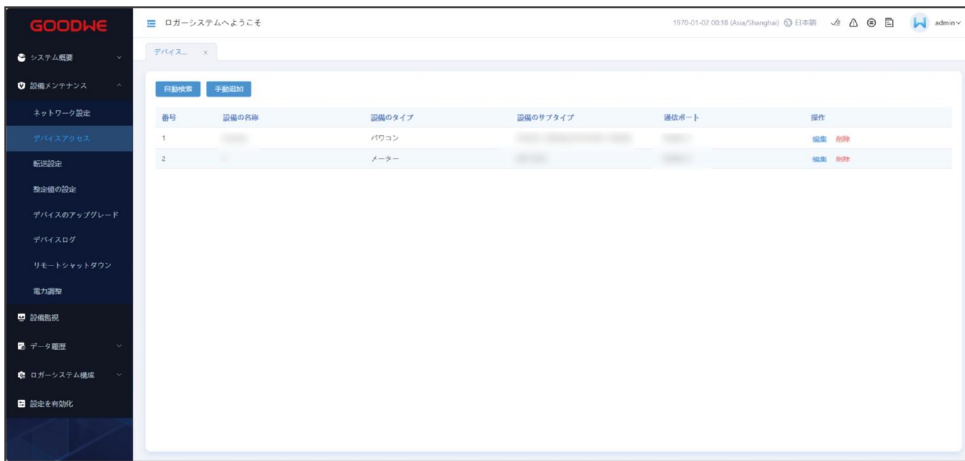 GOODWE
ロガーシステムへようこそ
1970-01-02 00:18 (Asia/Shanghai) 日本語
admin
デバイス...
×
システム概要
設備メンテナンス
ネットワーク設定
デバイスアクセス
転送設定
整定値の設定
デバイスのアップグレード
デバイスログ
リモートシャットダウン
電力調整
設備監視
データ履歴
ロガーシステム構成
設定を有効化
自動検索 手動追加
番号 設備の名称 設備のタイプ 設備のサブタイプ 通信ポート 操作
1 パワコン 編集 削除
2 メーター 編集 削除